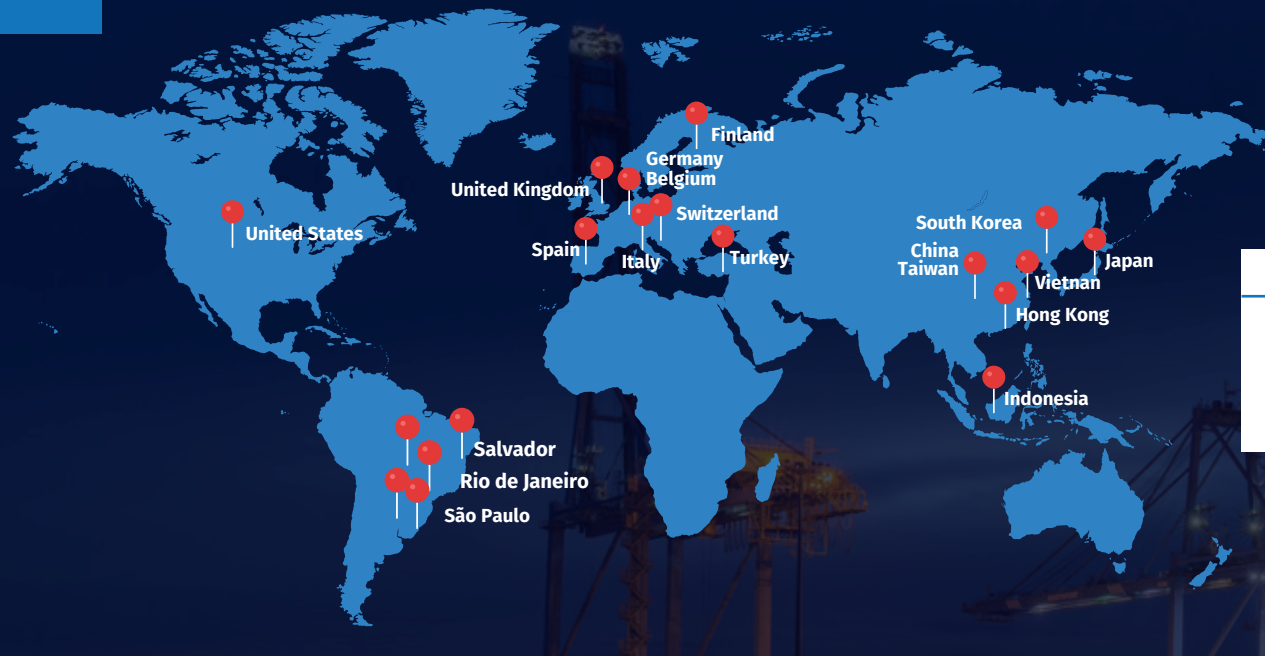 Finland
Germany
Belgium
United Kingdom
Switzerland
United States
Spain
Italy
Turkey
South Korea
China
Taiwan
Japan
Vietnan
Hong Kong
Indonesia
Salvador
Rio de Janeiro
São Paulo